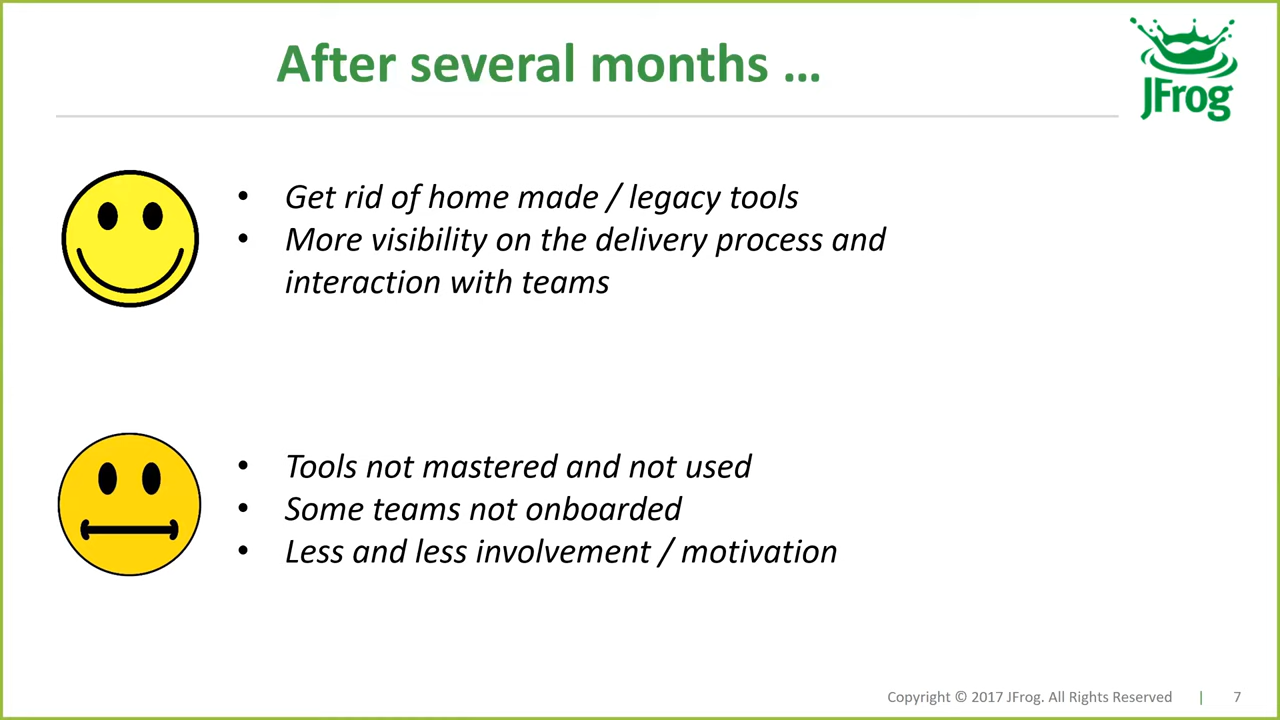 After several months ...
JFrog
• Get rid of home made / legacy tools
• More visibility on the delivery process and
interaction with teams
• Tools not mastered and not used
• Some teams not onboarded
• Less and less involvement / motivation
Copyright © 2017 JFrog. All Rights Reserved | 7